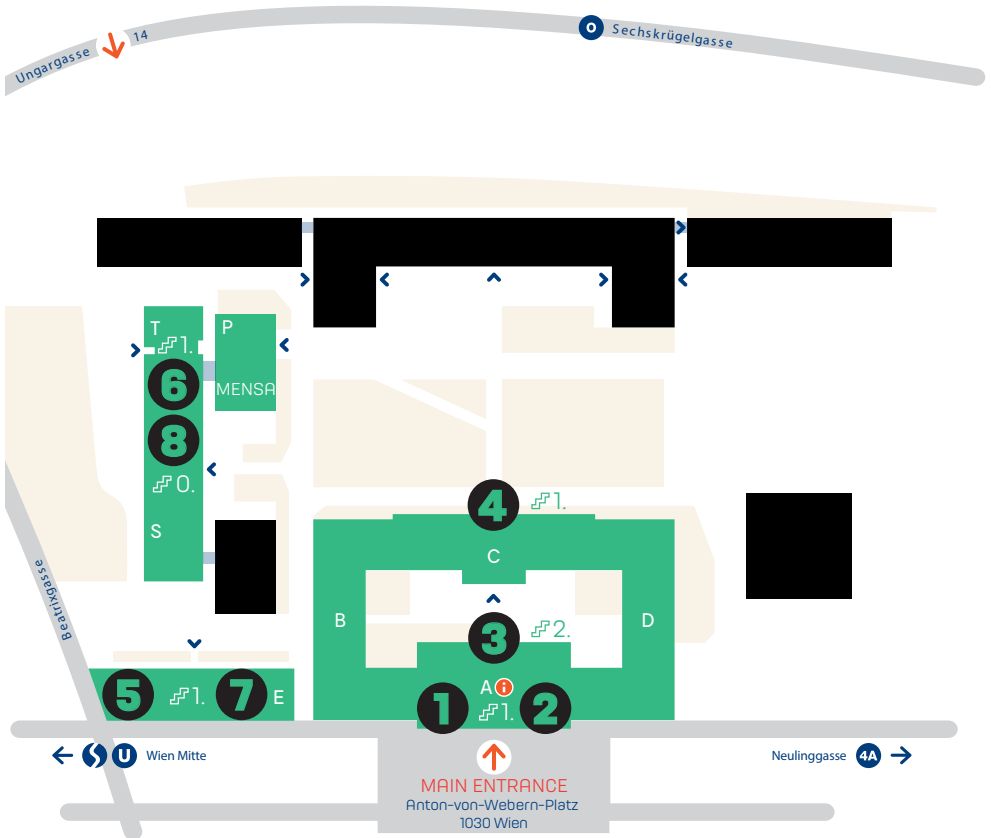 Ungargasse
14
O
Sechskrügelgasse
T
1.
P
6
MENSA
8
0.
4
1.
S
C
Beatrixgasse
B
D
3
2.
5
1.
7
E
A i
1
1.
2
U
Wien Mitte
Neulinggasse
4A
MAIN ENTRANCE
Anton-von-Webern-Platz
1030 Wien